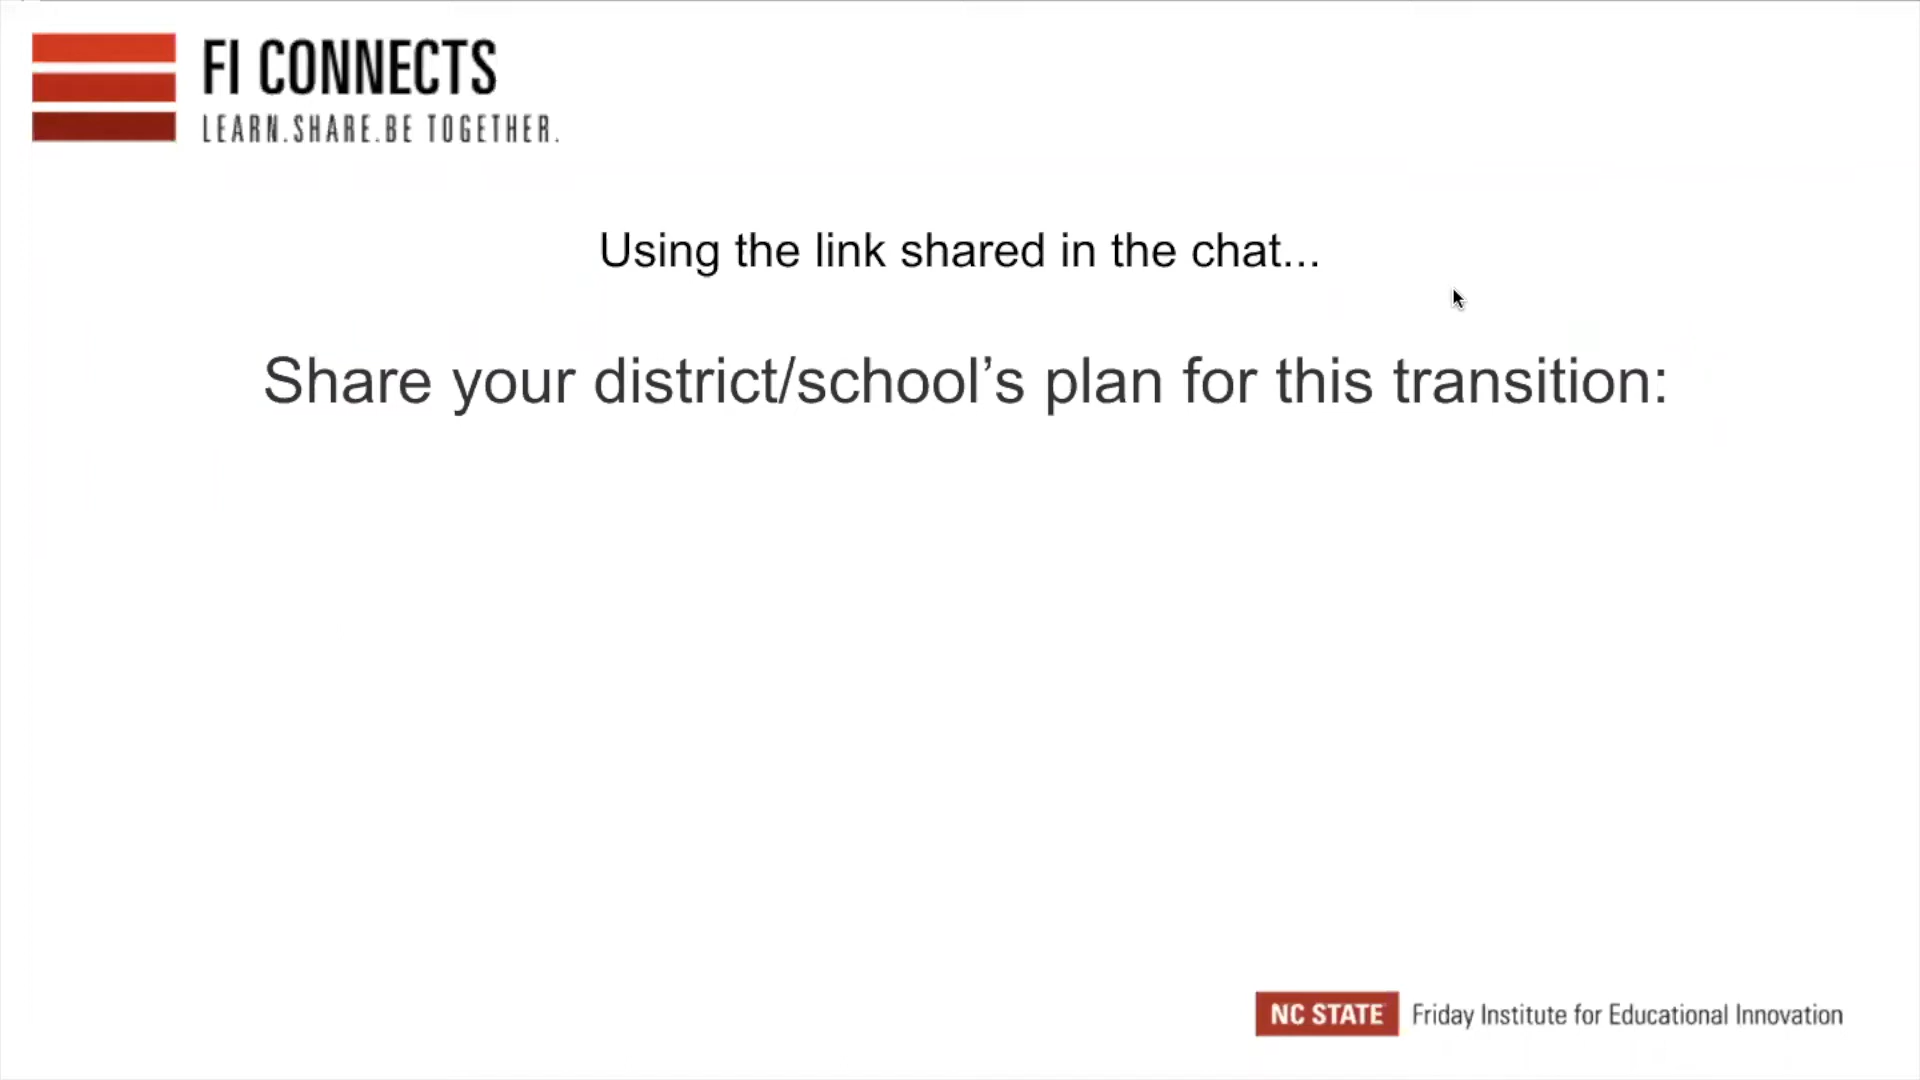 FI CONNECTS
LEARN.SHARE.BE TOGETHER.
Using the link shared in the chat...
Share your district/school’s plan for this transition:
NC STATE Friday Institute for Educational Innovation